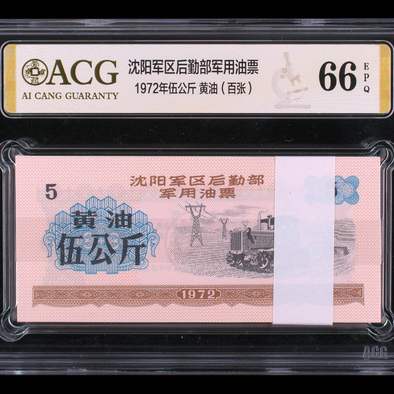 ACG
AI CANG GUARANTY
沈阳军区后勤部军用油票
1972年伍公斤 黄油（百张）
66
EPQ
5
沈阳军区后勤部
军用油票
黄油
伍公斤
1972
ACG